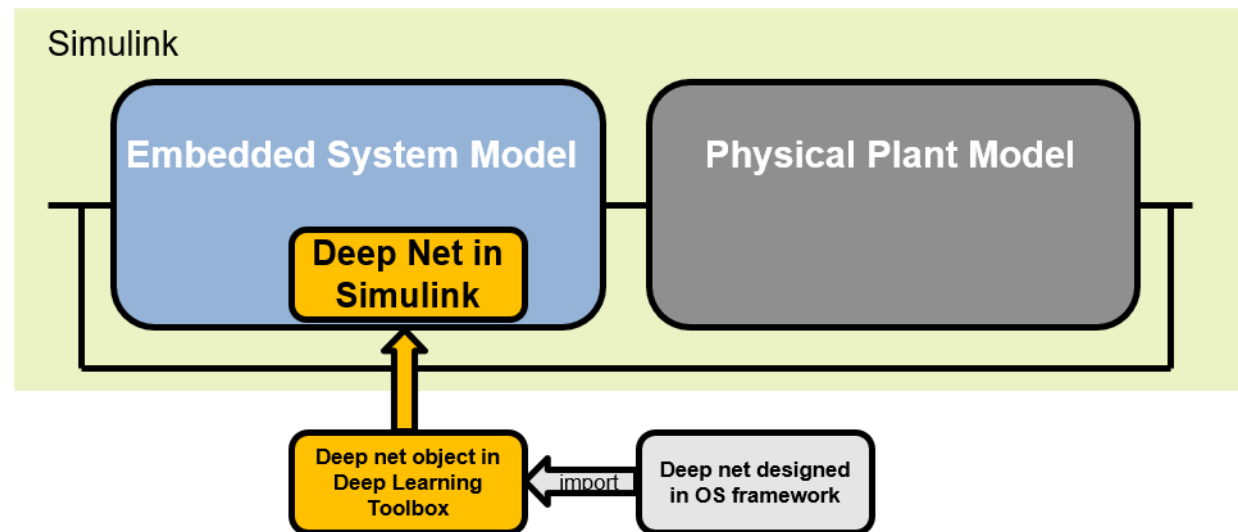 Simulink
Embedded System Model
Physical Plant Model
Deep Net in
Simulink
Deep net object in
Deep Learning
Toolbox
import
Deep net designed
in OS framework